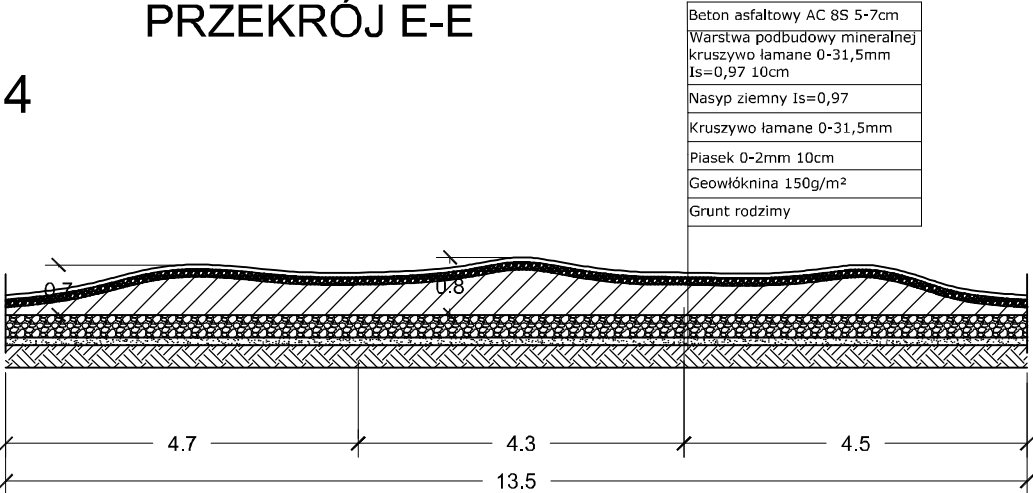 PRZEKRÓJ E-E
4
Beton asfaltowy AC 8S 5-7cm
Warstwa podbudowy mineralnej
kruszywo łamane 0-31,5mm
Is=0,97 10cm
Nasyp ziemny Is=0,97
Kruszywo łamane 0-31,5mm
Piasek 0-2mm 10cm
Geowłóknina 150g/m²
Grunt rodzimy
0.7
0.8
4.7
4.3
4.5
13.5